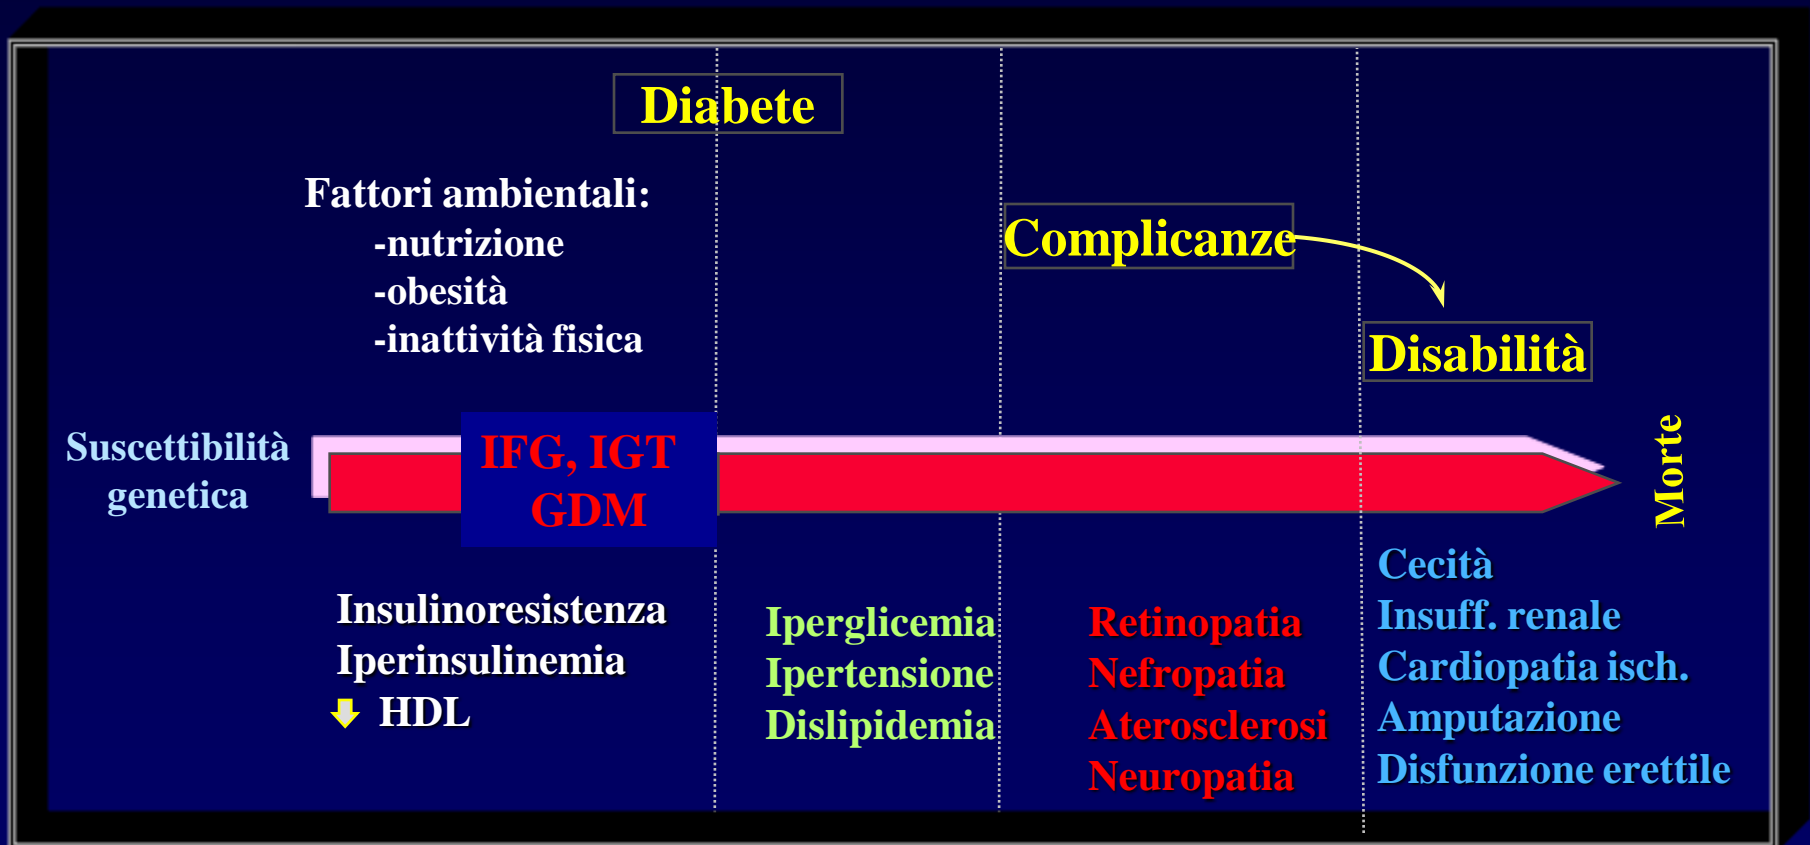 Diabete
Fattori ambientali:
-nutrizione
-obesità
-inattività fisica
Complicanze
Disabilità
Suscettibilità
genetica
IFG, IGT
GDM
Morte
Insulinoresistenza
Iperinsulinemia
HDL
Iperglicemia
Ipertensione
Dislipidemia
Retinopatia
Nefropatia
Aterosclerosi
Neuropatia
Cecità
Insuff. renale
Cardiopatia isch.
Amputazione
Disfunzione erettile